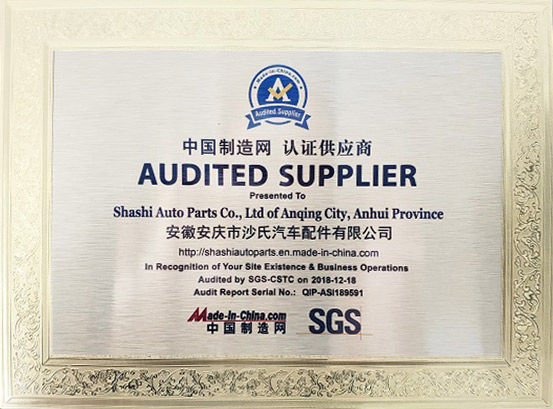 Made-in-China.com
A
Audited Supplier
中国制造网 认证供应商
AUDITED SUPPLIER
Presented To
Shashi Auto Parts Co., Ltd of Anqing City, Anhui Province
安徽安庆市沙氏汽车配件有限公司
http://shashiautoparts.en.made-in-china.com
In Recognition of Your Site Existence & Business Operations
Audited by SGS-CSTC on 2018-12-18
Audit Report Serial No.: QIP-ASI189591
Made-in-China.com
中国制造网
SGS